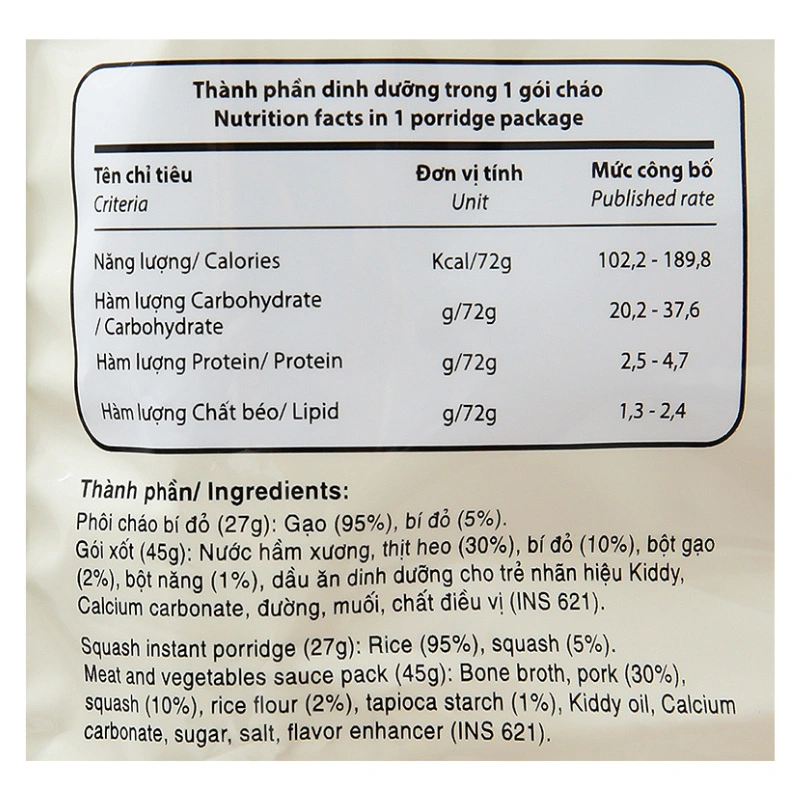 Thành phần dinh dưỡng trong 1 gói cháo
Nutrition facts in 1 porridge package
Tên chỉ tiêu Đơn vị tính Mức công bố
Criteria Unit Published rate
Năng lượng/ Calories Kcal/72g 102,2 - 189,8
Hàm lượng Carbohydrate
/ Carbohydrate g/72g 20,2 - 37,6
Hàm lượng Protein/ Protein g/72g 2,5 - 4,7
Hàm lượng Chất béo/ Lipid g/72g 1,3 - 2,4
Thành phần/ Ingredients:
Phôi cháo bí đỏ (27g): Gạo (95%), bí đỏ (5%).
Gói xốt (45g): Nước hầm xương, thịt heo (30%), bí đỏ (10%), bột gạo
(2%), bột năng (1%), dầu ăn dinh dưỡng cho trẻ nhãn hiệu Kiddy,
Calcium carbonate, đường, muối, chất điều vị (INS 621).
Squash instant porridge (27g): Rice (95%), squash (5%).
Meat and vegetables sauce pack (45g): Bone broth, pork (30%),
squash (10%), rice flour (2%), tapioca starch (1%), Kiddy oil, Calcium
carbonate, sugar, salt, flavor enhancer (INS 621).